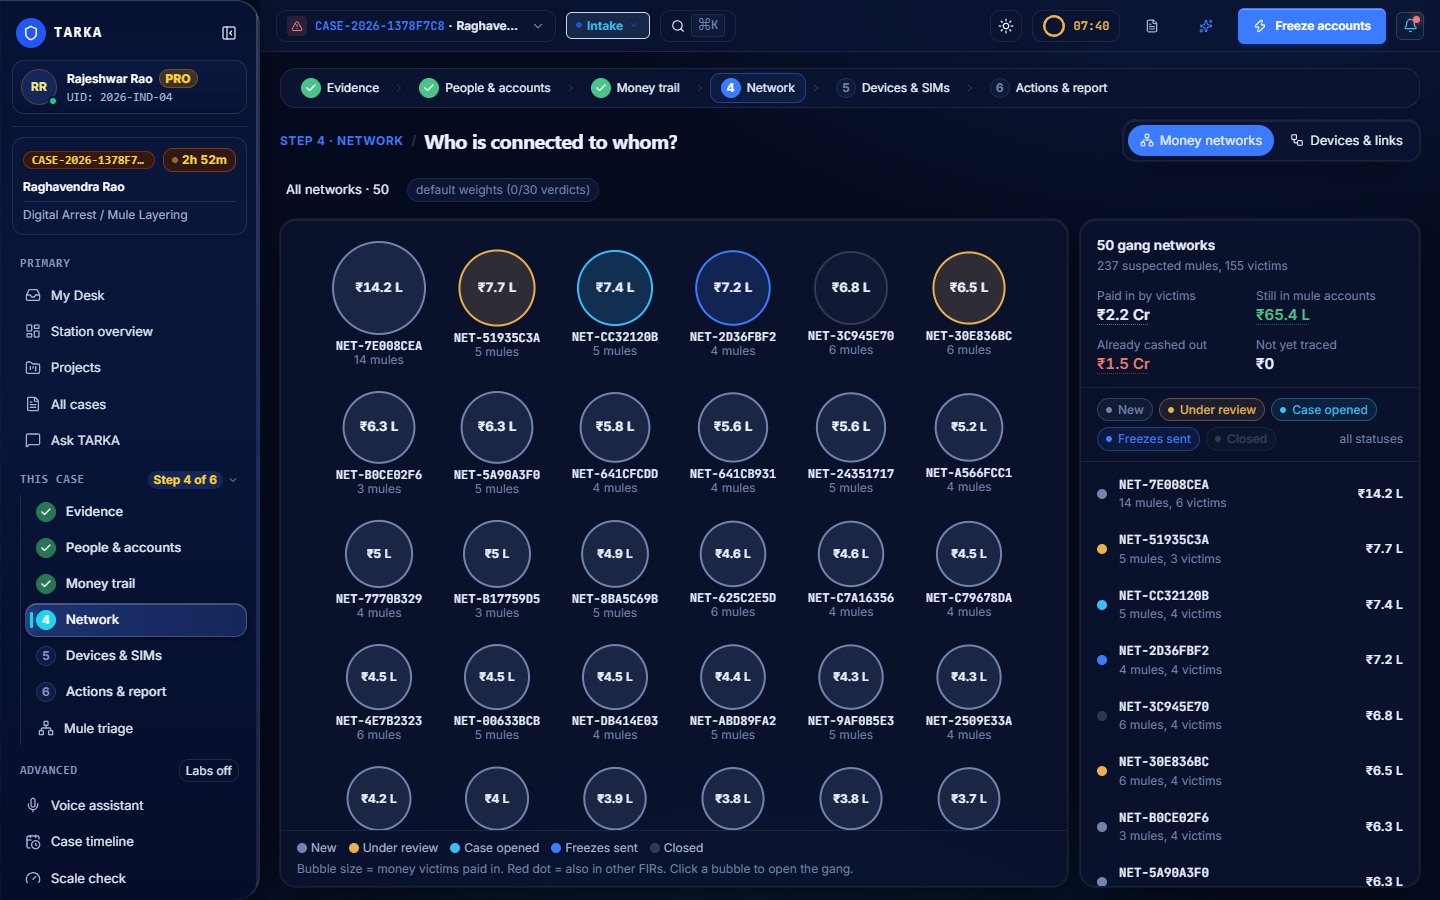 TARKA
RR
Rajeshwar Rao PRO
UID: 2026-IND-04
CASE-2026-1378F7… 2h 52m
Raghavendra Rao
Digital Arrest / Mule Layering
PRIMARY
My Desk
Station overview
Projects
All cases
Ask TARKA
THIS CASE Step 4 of 6
Evidence
People & accounts
Money trail
4 Network
5 Devices & SIMs
6 Actions & report
Mule triage
ADVANCED Labs off
Voice assistant
Case timeline
Scale check
CASE-2026-1378F7C8 · Raghave… Intake ⌘K 07:40 Freeze accounts
Evidence People & accounts Money trail 4 Network 5 Devices & SIMs 6 Actions & report
STEP 4 · NETWORK / Who is connected to whom?
Money networks Devices & links
All networks · 50 default weights (0/30 verdicts)
₹14.2 L ₹7.7 L ₹7.4 L ₹7.2 L ₹6.8 L ₹6.5 L
NET-7E008CEA NET-51935C3A NET-CC32120B NET-2D36FBF2 NET-3C945E70 NET-30E836BC
14 mules 5 mules 5 mules 4 mules 6 mules 6 mules
₹6.3 L ₹6.3 L ₹5.8 L ₹5.6 L ₹5.6 L ₹5.2 L
NET-B0CE02F6 NET-5A90A3F0 NET-641CFCDD NET-641CB931 NET-24351717 NET-A566FCC1
3 mules 5 mules 4 mules 4 mules 5 mules 4 mules
₹5 L ₹5 L ₹4.9 L ₹4.6 L ₹4.6 L ₹4.5 L
NET-7770B329 NET-B17759D5 NET-8BA5C69B NET-625C2E5D NET-C7A16356 NET-C79678DA
4 mules 3 mules 5 mules 6 mules 4 mules 4 mules
₹4.5 L ₹4.5 L ₹4.5 L ₹4.4 L ₹4.3 L ₹4.3 L
NET-4E7B2323 NET-00633BCB NET-DB414E03 NET-ABD89FA2 NET-9AF0B5E3 NET-2509E33A
6 mules 5 mules 4 mules 5 mules 5 mules 4 mules
₹4.2 L ₹4 L ₹3.9 L ₹3.8 L ₹3.8 L ₹3.7 L
New Under review Case opened Freezes sent Closed
Bubble size = money victims paid in. Red dot = also in other FIRs. Click a bubble to open the gang.
50 gang networks
237 suspected mules, 155 victims
Paid in by victims Still in mule accounts
₹2.2 Cr ₹65.4 L
Already cashed out Not yet traced
₹1.5 Cr ₹0
New Under review Case opened
Freezes sent Closed all statuses
NET-7E008CEA
14 mules, 6 victims ₹14.2 L
NET-51935C3A
5 mules, 3 victims ₹7.7 L
NET-CC32120B
5 mules, 4 victims ₹7.4 L
NET-2D36FBF2
4 mules, 4 victims ₹7.2 L
NET-3C945E70
6 mules, 4 victims ₹6.8 L
NET-30E836BC
6 mules, 4 victims ₹6.5 L
NET-B0CE02F6
3 mules, 4 victims ₹6.3 L
NET-5A90A3F0
₹6.3 L